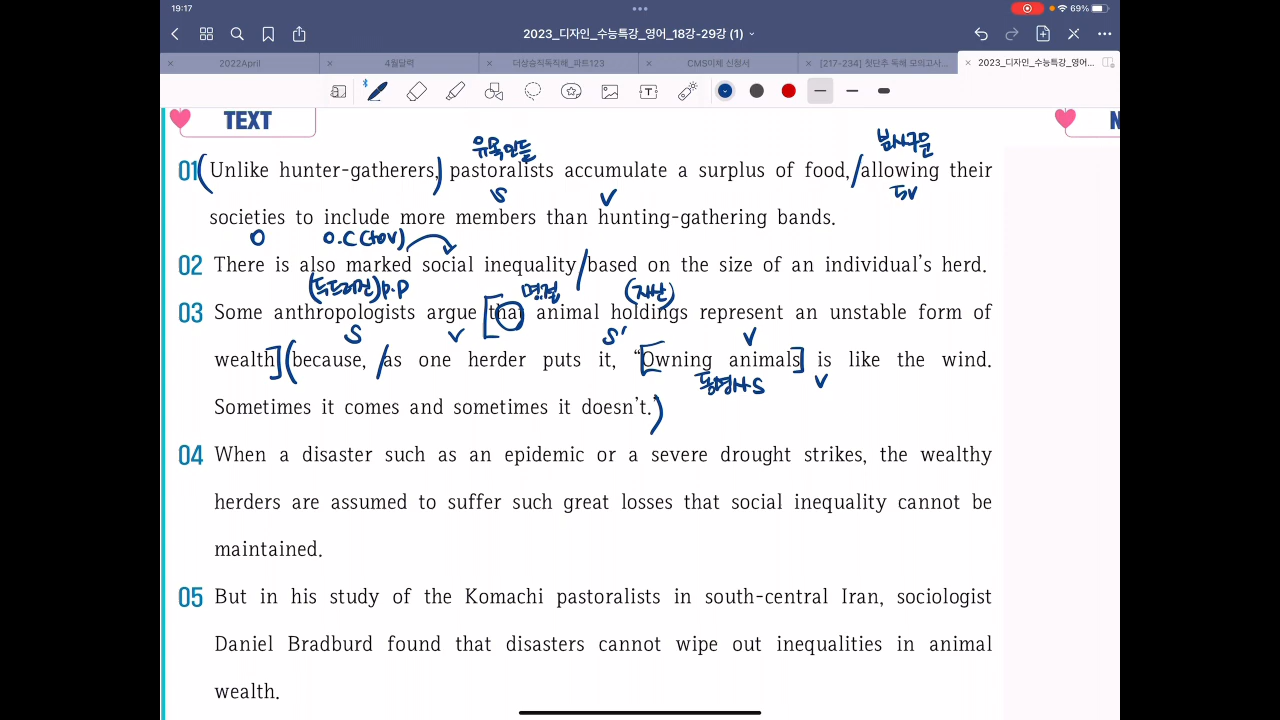 19:17
69%
2023_디자인_수능특강_영어_18강-29강 (1)
2022April
4월달력
더상승직독직해_파트123
CMS이체 신청서
[217-234] 첫단추 독해 모의고사...
2023_디자인_수능특강_영어...
TEXT
N
유목민들
분사구문
01 (Unlike hunter-gatherers,) pastoralists accumulate a surplus of food, / allowing their
S V 5V
societies to include more members than hunting-gathering bands.
O O.C (to V)
02 There is also marked social inequality / based on the size of an individual's herd.
(두드러진) p.p 명.접 (자산)
03 Some anthropologists argue [that animal holdings represent an unstable form of
S V S' V
wealth] (because, / as one herder puts it, “[Owning animals] is like the wind.
동명사S V
Sometimes it comes and sometimes it doesn't.”)
04 When a disaster such as an epidemic or a severe drought strikes, the wealthy
herders are assumed to suffer such great losses that social inequality cannot be
maintained.
05 But in his study of the Komachi pastoralists in south-central Iran, sociologist
Daniel Bradburd found that disasters cannot wipe out inequalities in animal
wealth.